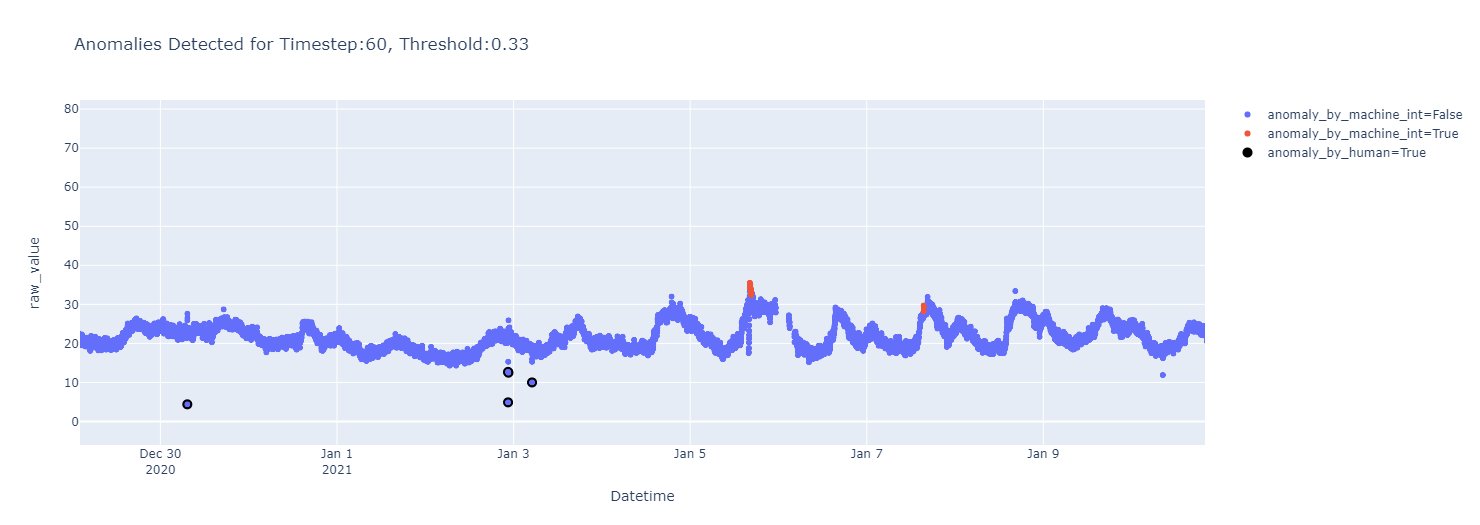 Anomalies Detected for Timestep:60, Threshold:0.33
anomaly_by_machine_int=False
anomaly_by_machine_int=True
anomaly_by_human=True
raw_value
80
70
60
50
40
30
20
10
0
Dec 30
2020
Jan 1
2021
Jan 3
Jan 5
Jan 7
Jan 9
Datetime